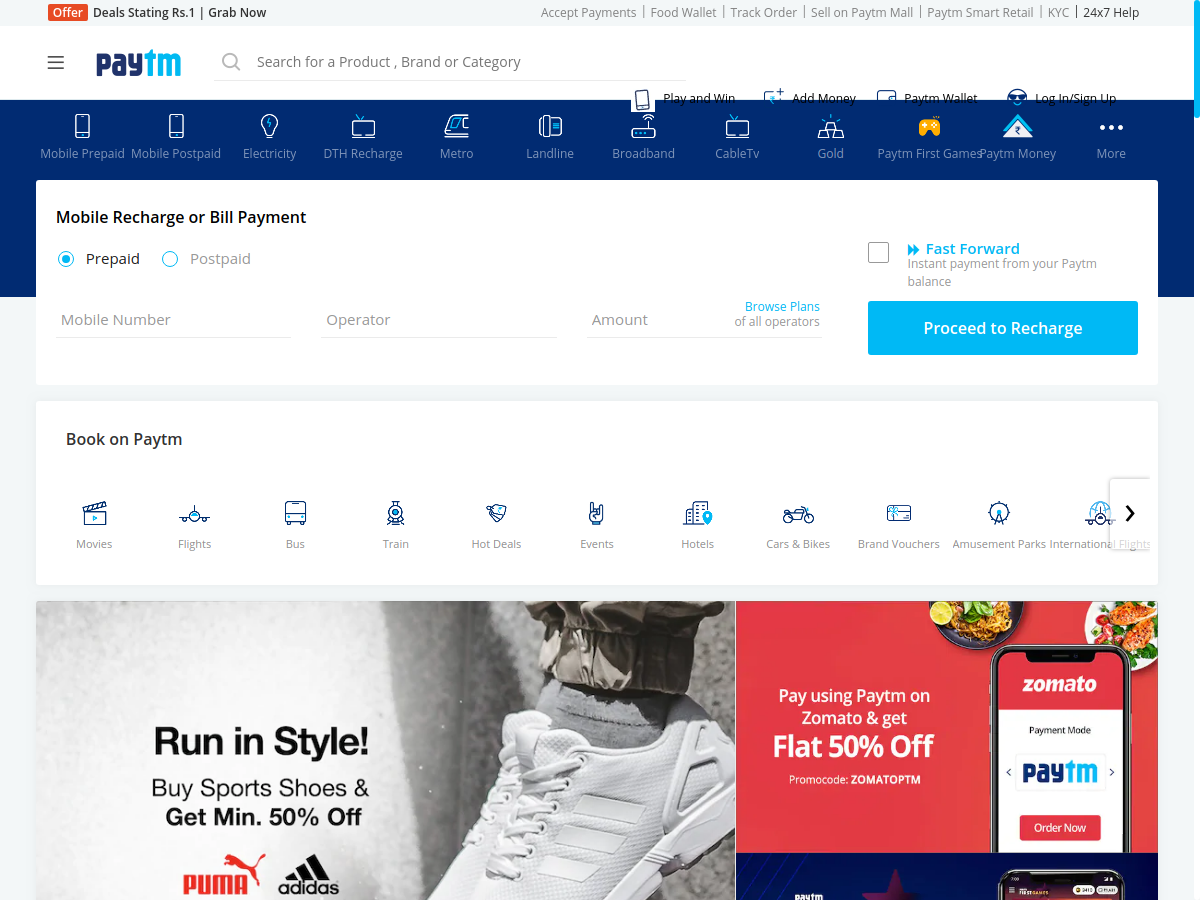 Offer Deals Stating Rs.1 | Grab Now
Accept Payments | Food Wallet | Track Order | Sell on Paytm Mall | Paytm Smart Retail | KYC | 24x7 Help
paytm
Search for a Product , Brand or Category
Play and Win
Add Money
Paytm Wallet
Log In/Sign Up
Mobile Prepaid
Mobile Postpaid
Electricity
DTH Recharge
Metro
Landline
Broadband
CableTv
Gold
Paytm First Games
Paytm Money
More
Mobile Recharge or Bill Payment
Prepaid
Postpaid
Fast Forward
Instant payment from your Paytm
balance
Mobile Number
Operator
Amount
Browse Plans
of all operators
Proceed to Recharge
Book on Paytm
Movies
Flights
Bus
Train
Hot Deals
Events
Hotels
Cars & Bikes
Brand Vouchers
Amusement Parks
International Flights
Run in Style!
Buy Sports Shoes &
Get Min. 50% Off
PUMA
adidas
Pay using Paytm on
Zomato & get
Flat 50% Off
Promocode: ZOMATOPTM
zomato
Payment Mode
paytm
Order Now
paytm